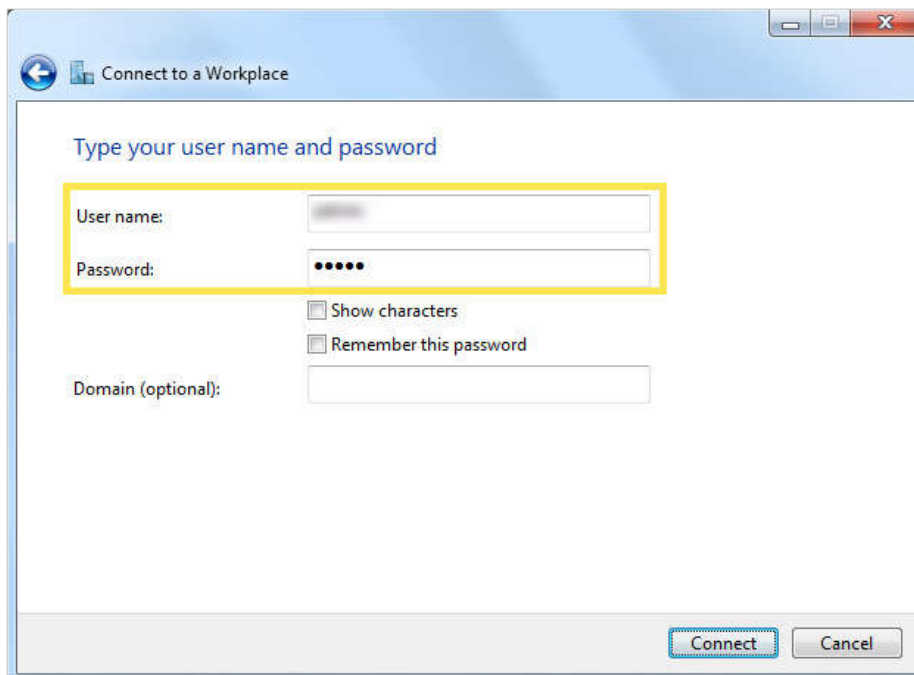 Connect to a Workplace
Type your user name and password
User name:
Password: •••••
Show characters
Remember this password
Domain (optional):
Connect Cancel